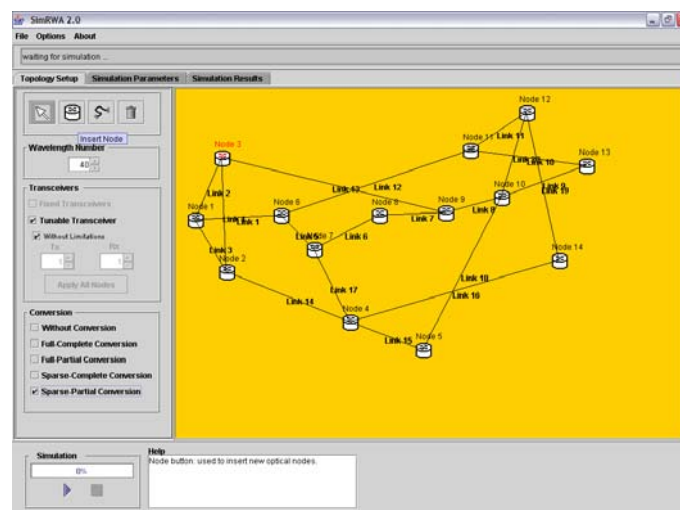 SimRWA 2.0
File Options About
waiting for simulation ...
Topology Setup Simulation Parameters Simulation Results
Insert Node
Wavelength Number
40
Transceivers
Fixed Transceivers
Tunable Transceiver
Without Limitations
Tx Rx
1 1
Apply All Nodes
Conversion
Without Conversion
Full-Complete Conversion
Full-Partial Conversion
Sparse-Complete Conversion
Sparse-Partial Conversion
Node 12
Node 11
Link 11
Node 3
Node 13
Link 10
Link 12
Node 10
Link 2
Node 1
Node 6
Node 8
Node 9
Link 1
Link 7
Link 8
Node 7
Link 6
Link 3
Node 2
Node 14
Link 17
Link 18
Link 16
Link 14
Node 4
Link 15
Node 5
Simulation
0%
Help
Node button: used to insert new optical nodes.